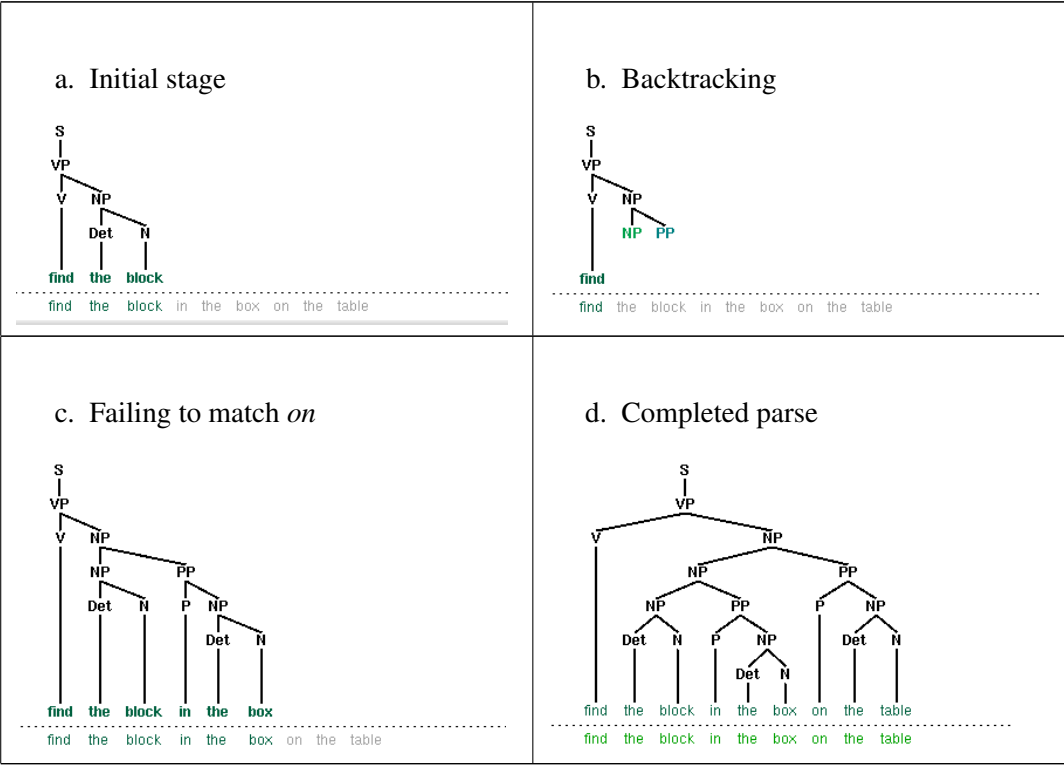 a. Initial stage
S
VP
V NP
Det N
find the block
find the block in the box on the table
b. Backtracking
S
VP
V NP
NP PP
find
find the block in the box on the table
c. Failing to match on
S
VP
V NP
NP PP
Det N P NP
Det N
find the block in the box
find the block in the box on the table
d. Completed parse
S
VP
V NP
NP PP
NP PP P NP
Det N P NP Det N
Det N
find the block in the box on the table
find the block in the box on the table